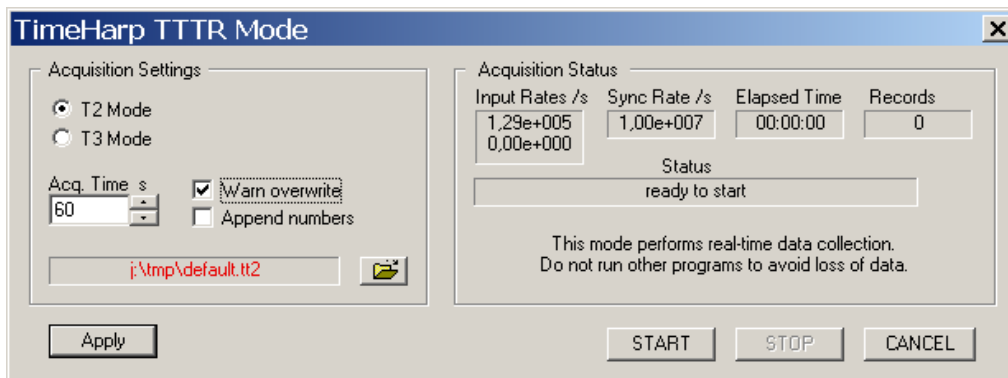 TimeHarp TTTR Mode
Acquisition Settings
T2 Mode
T3 Mode
Acq. Time s
60
Warn overwrite
Append numbers
j:\tmp\default.tt2
Apply
Acquisition Status
Input Rates /s Sync Rate /s Elapsed Time Records
1,29e+005 1,00e+007 00:00:00 0
0,00e+000
Status
ready to start
This mode performs real-time data collection.
Do not run other programs to avoid loss of data.
START STOP CANCEL